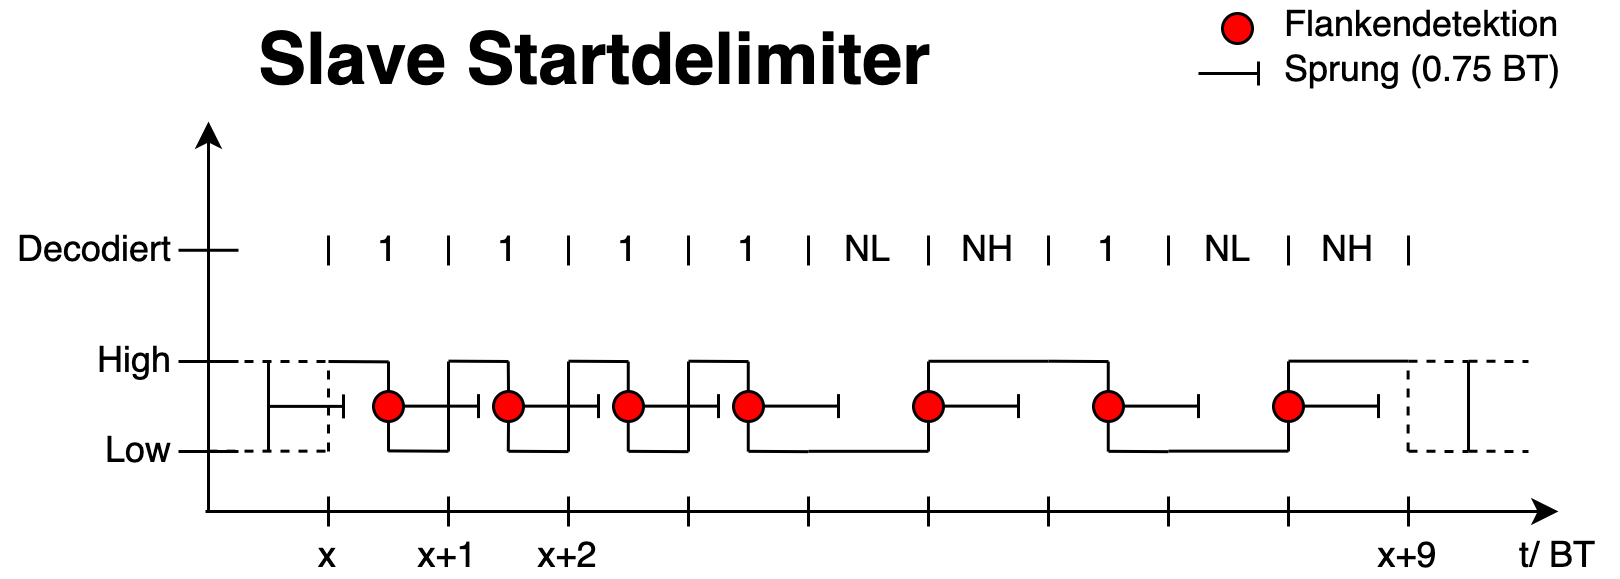 Slave Startdelimiter
Flankendetektion
Sprung (0.75 BT)
Decodiert
| 1 | 1 | 1 | 1 | NL | NH | 1 | NL | NH |
High
Low
x x+1 x+2 x+9 t/ BT